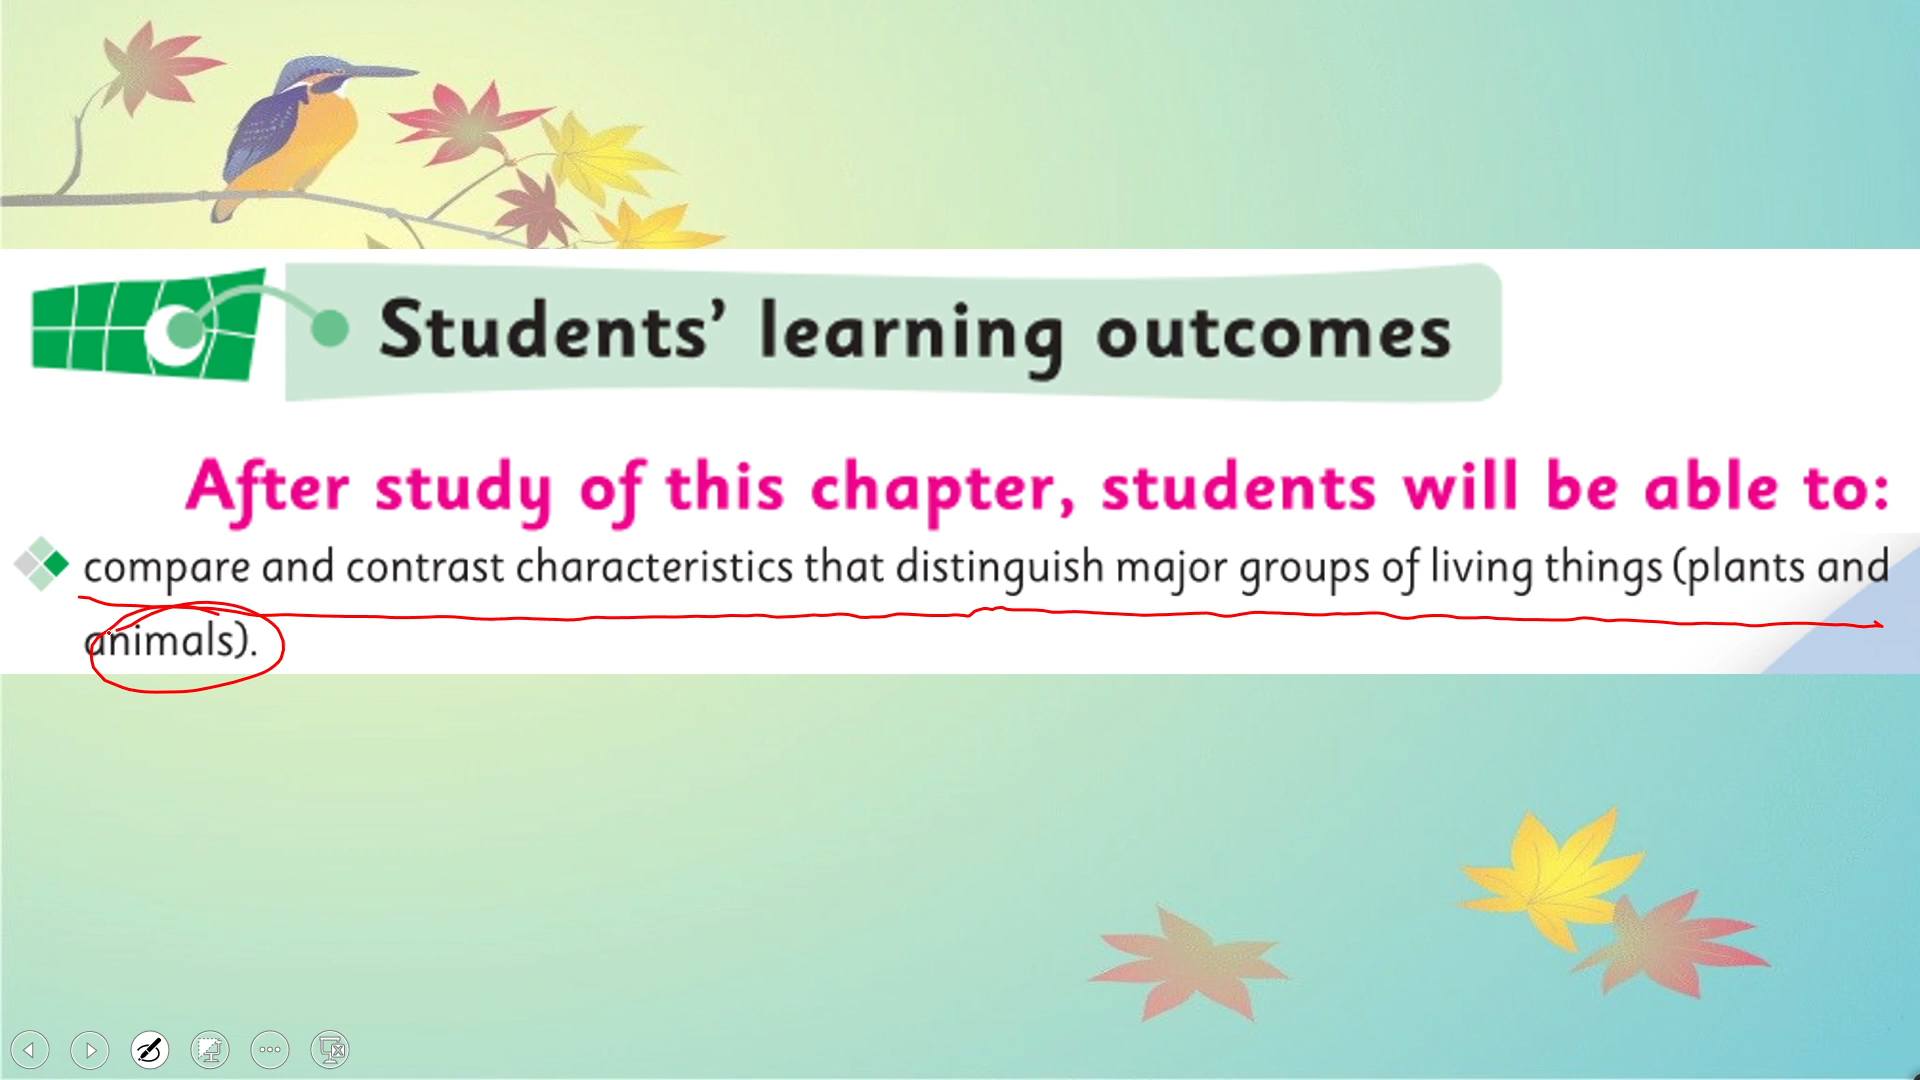 Students’ learning outcomes
After study of this chapter, students will be able to:
compare and contrast characteristics that distinguish major groups of living things (plants and
animals).